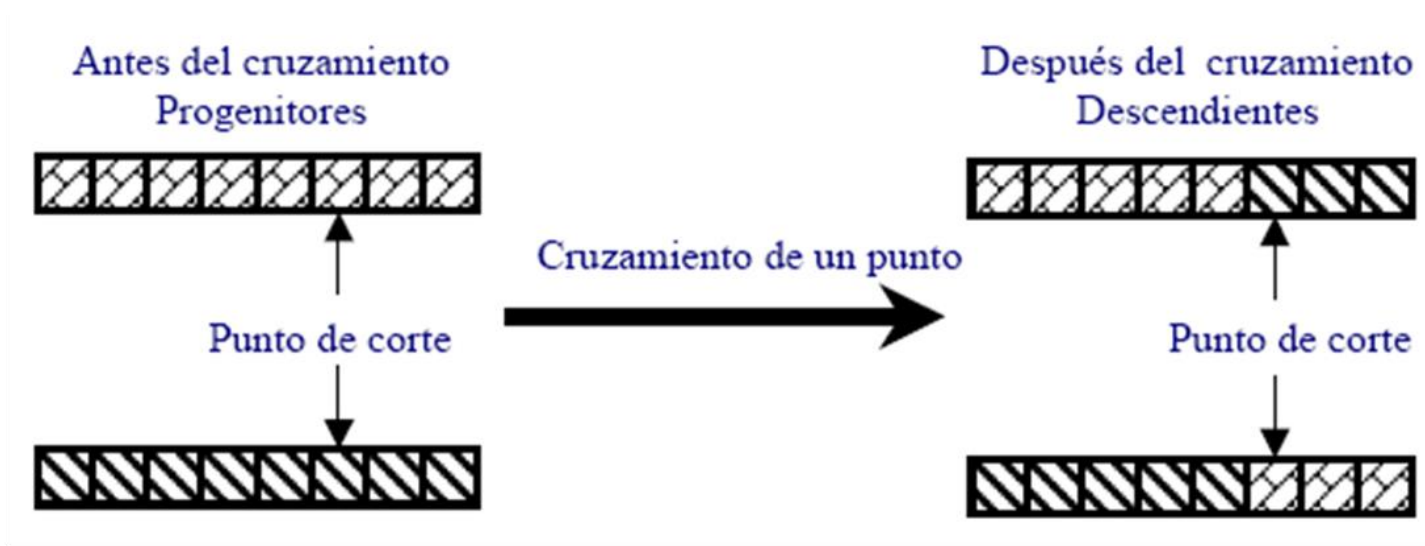 Antes del cruzamiento
Progenitores
Después del cruzamiento
Descendientes
Cruzamiento de un punto
Punto de corte
Punto de corte